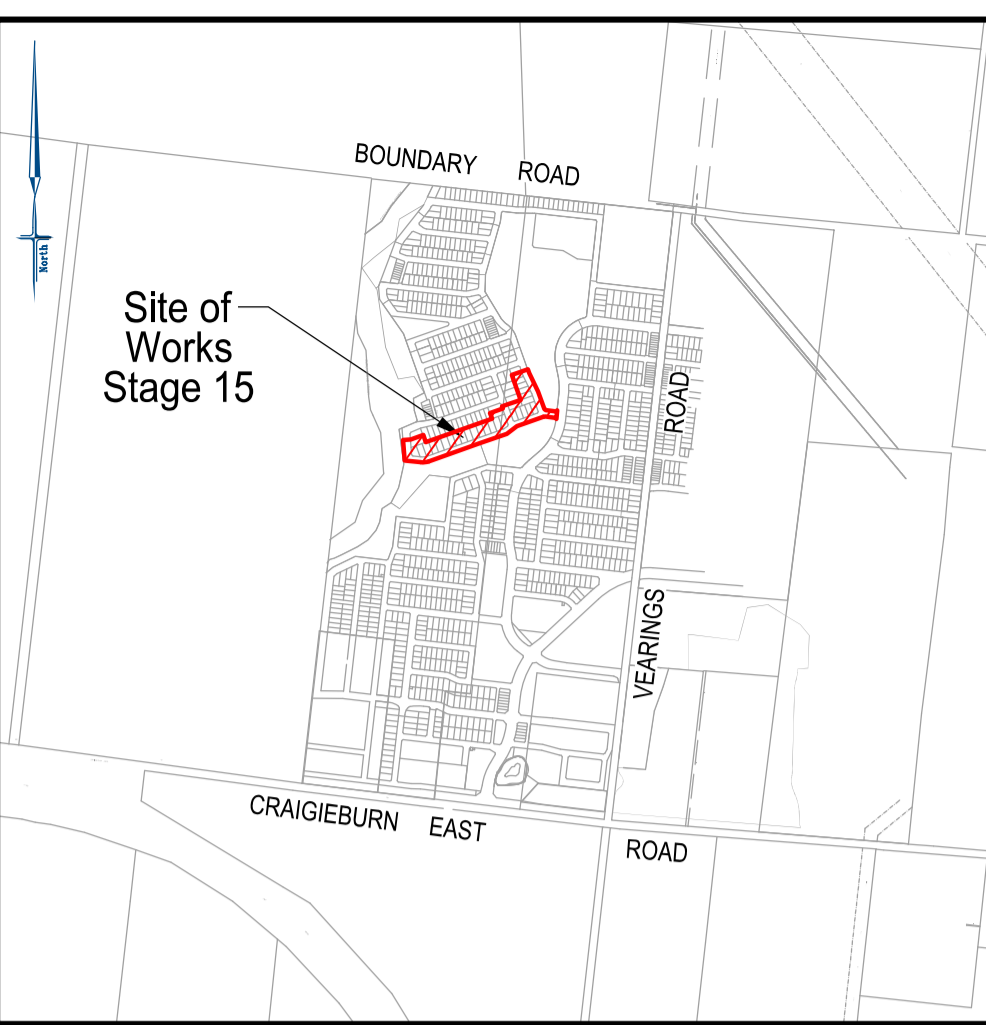 BOUNDARY ROAD
North
Site of
Works
Stage 15
ROAD
VEARINGS
CRAIGIEBURN EAST ROAD